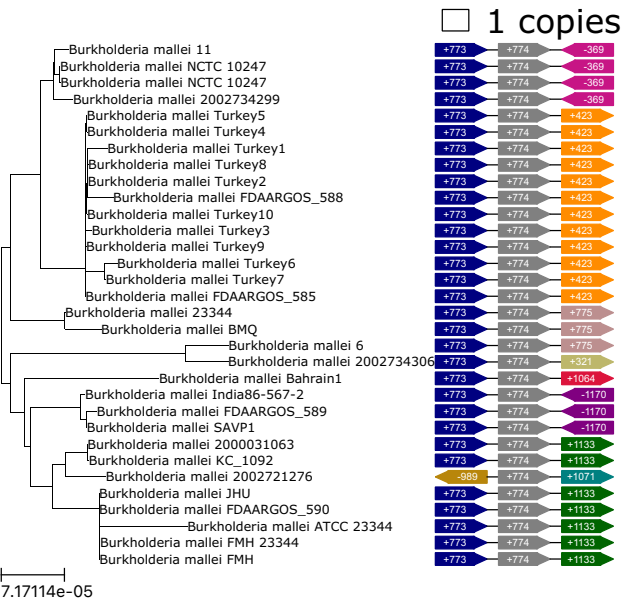 1 copies
Burkholderia mallei 11 +773 +774 -369
Burkholderia mallei NCTC 10247 +773 +774 -369
Burkholderia mallei NCTC 10247 +773 +774 -369
Burkholderia mallei 2002734299 +773 +774 -369
Burkholderia mallei Turkey5 +773 +774 +423
Burkholderia mallei Turkey4 +773 +774 +423
Burkholderia mallei Turkey1 +773 +774 +423
Burkholderia mallei Turkey8 +773 +774 +423
Burkholderia mallei Turkey2 +773 +774 +423
Burkholderia mallei FDAARGOS_588 +773 +774 +423
Burkholderia mallei Turkey10 +773 +774 +423
Burkholderia mallei Turkey3 +773 +774 +423
Burkholderia mallei Turkey9 +773 +774 +423
Burkholderia mallei Turkey6 +773 +774 +423
Burkholderia mallei Turkey7 +773 +774 +423
Burkholderia mallei FDAARGOS_585 +773 +774 +423
Burkholderia mallei 23344 +773 +774 +775
Burkholderia mallei BMQ +773 +774 +775
Burkholderia mallei 6 +773 +774 +775
Burkholderia mallei 2002734306 +773 +774 +321
Burkholderia mallei Bahrain1 +773 +774 +1064
Burkholderia mallei India86-567-2 +773 +774 -1170
Burkholderia mallei FDAARGOS_589 +773 +774 -1170
Burkholderia mallei SAVP1 +773 +774 -1170
Burkholderia mallei 2000031063 +773 +774 +1133
Burkholderia mallei KC_1092 +773 +774 +1133
Burkholderia mallei 2002721276 -989 +774 +1071
Burkholderia mallei JHU +773 +774 +1133
Burkholderia mallei FDAARGOS_590 +773 +774 +1133
Burkholderia mallei ATCC 23344 +773 +774 +1133
Burkholderia mallei FMH 23344 +773 +774 +1133
Burkholderia mallei FMH +773 +774 +1133
7.17114e-05